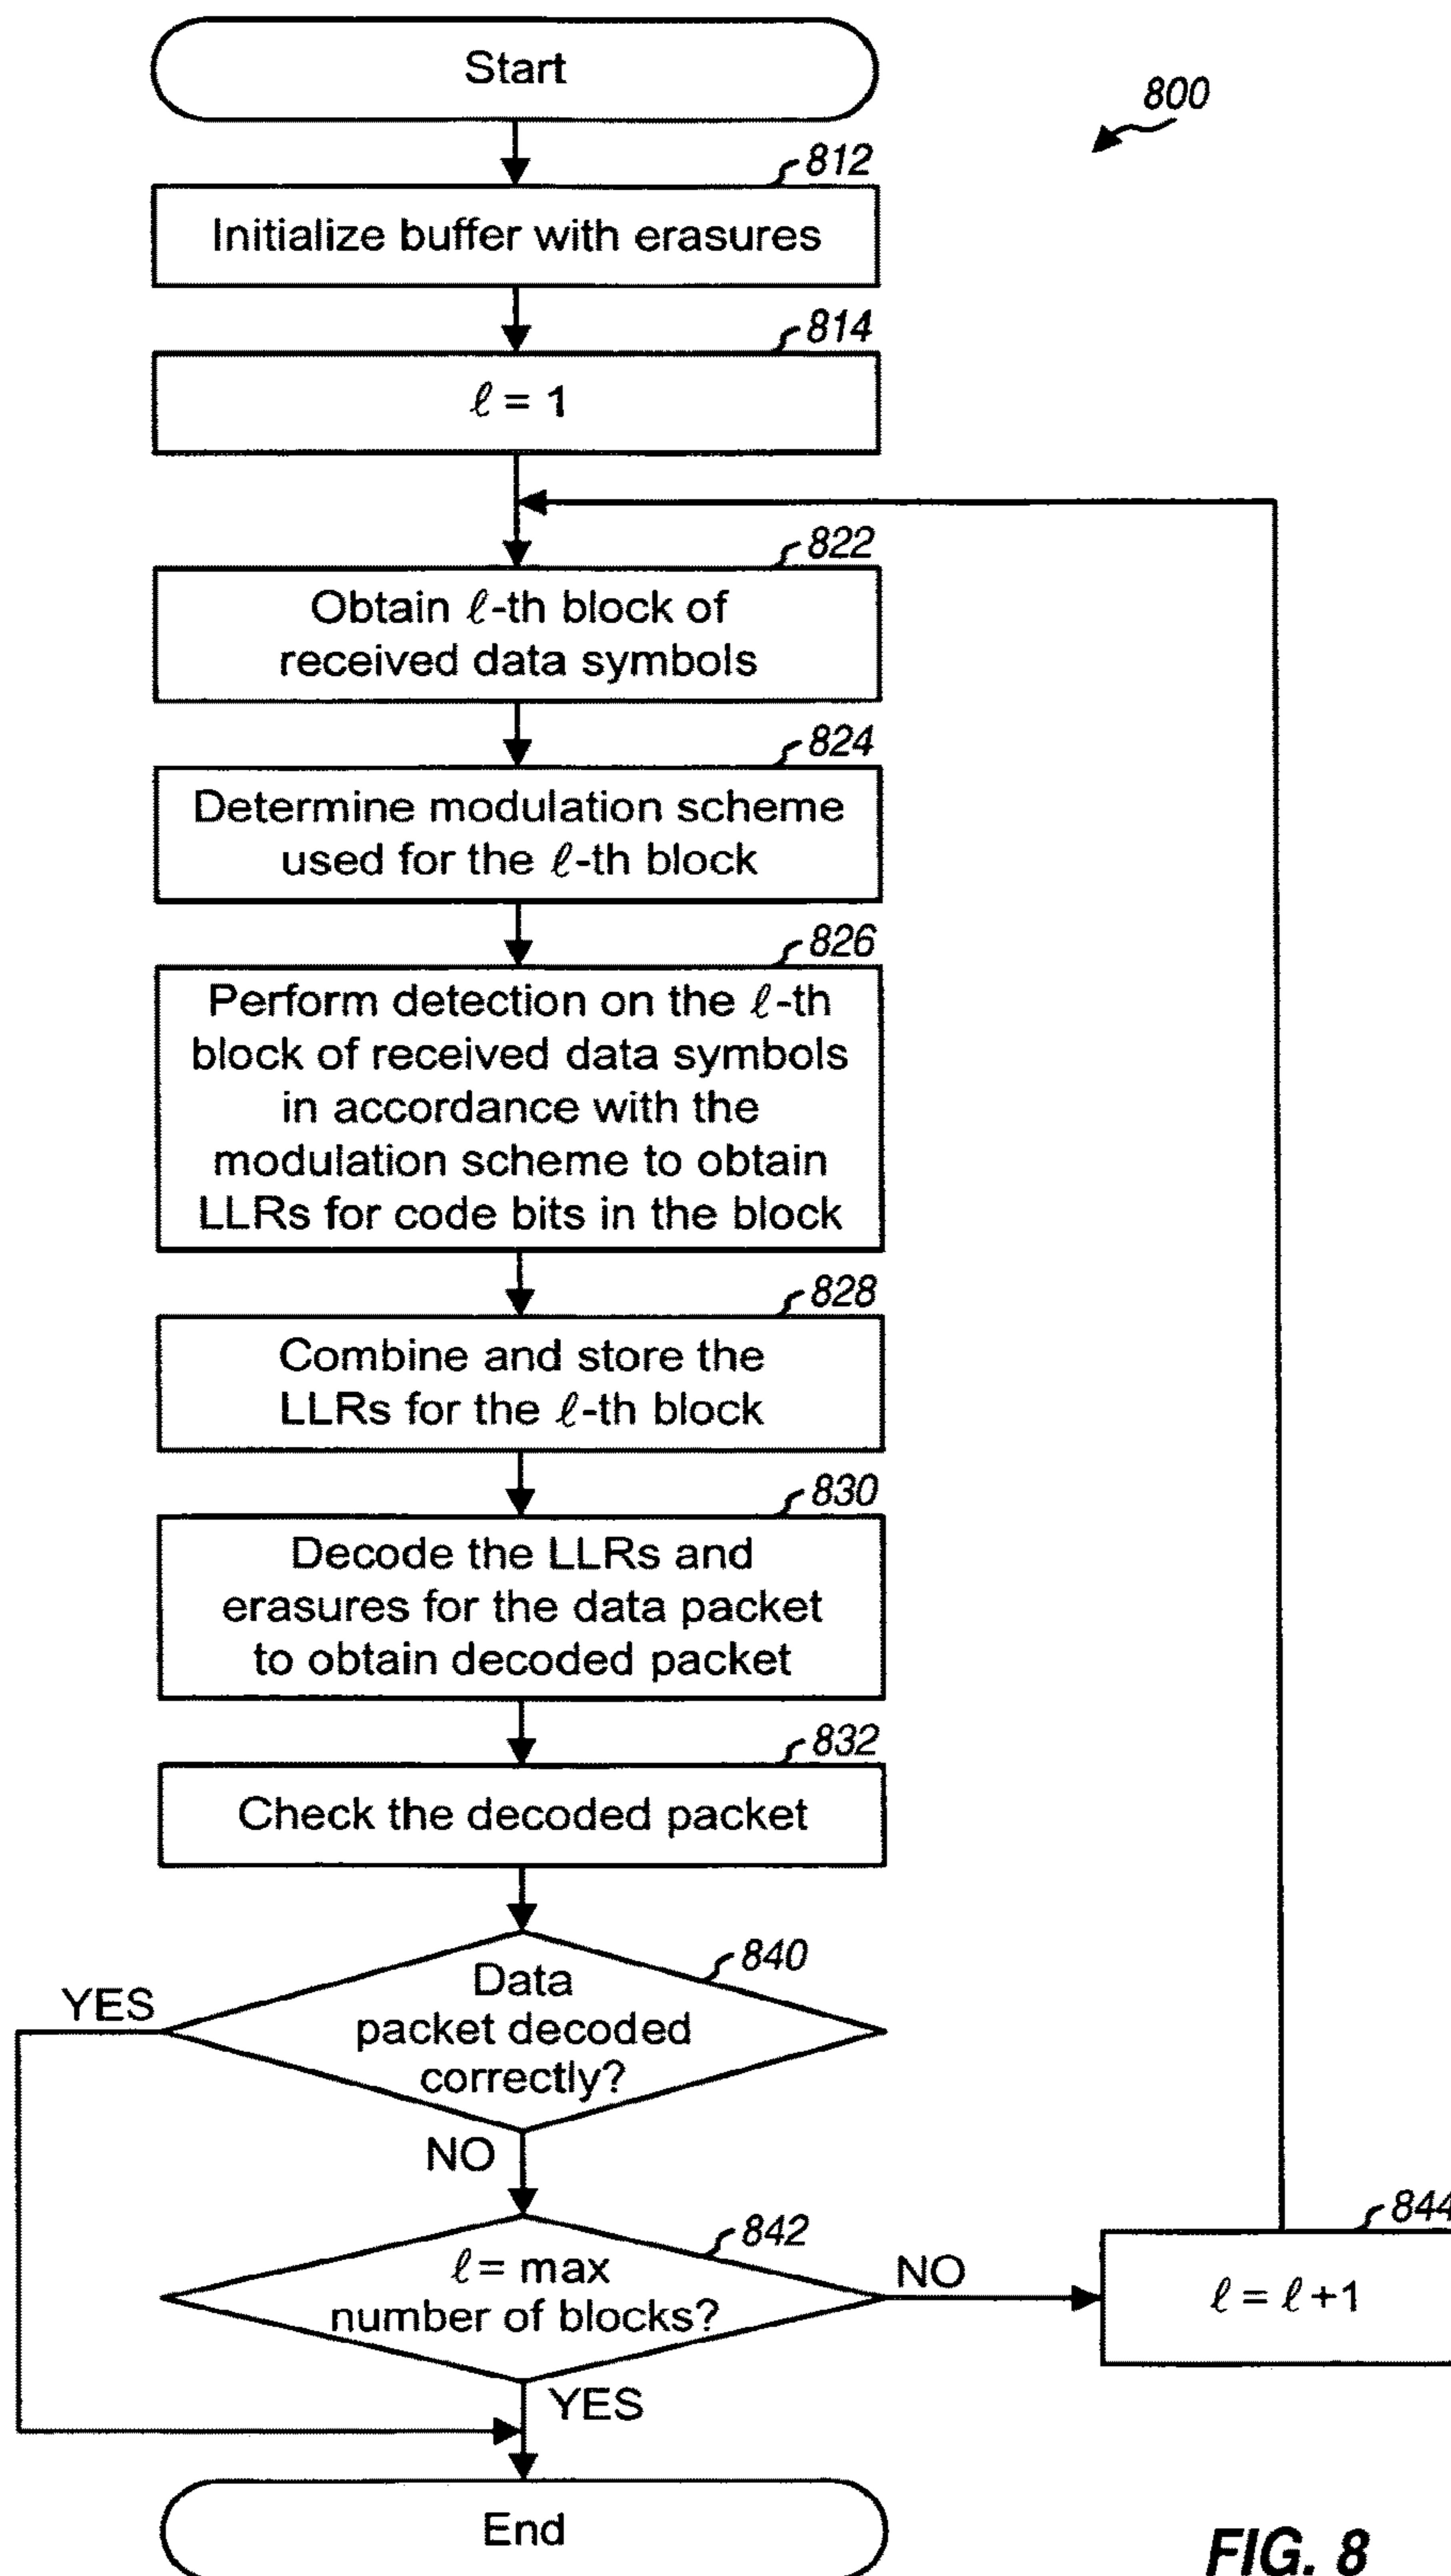 Start
800
812
Initialize buffer with erasures
814
ℓ = 1
822
Obtain ℓ-th block of
received data symbols
824
Determine modulation scheme
used for the ℓ-th block
826
Perform detection on the ℓ-th
block of received data symbols
in accordance with the
modulation scheme to obtain
LLRs for code bits in the block
828
Combine and store the
LLRs for the ℓ-th block
830
Decode the LLRs and
erasures for the data packet
to obtain decoded packet
832
Check the decoded packet
840
Data
packet decoded
correctly?
YES
NO
842
ℓ = max
number of blocks?
NO
844
ℓ = ℓ +1
YES
End
FIG. 8